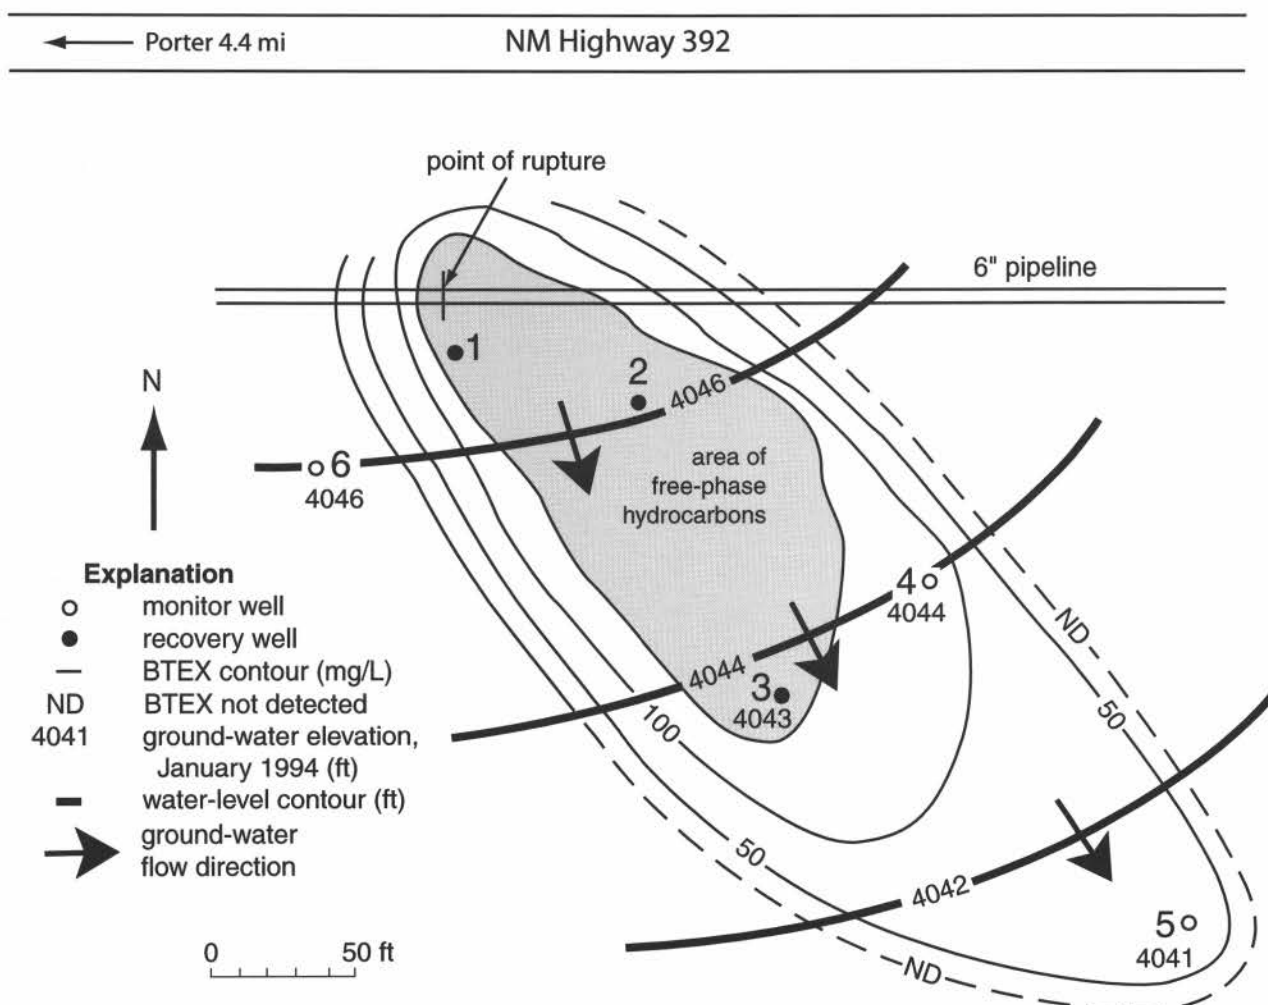 Porter 4.4 mi
NM Highway 392
point of rupture
6" pipeline
1
2
4046
N
6
4046
area of
free-phase
hydrocarbons
4
4044
4044
3
4043
ND
100
50
50
4042
5
4041
ND
Explanation
monitor well
recovery well
BTEX contour (mg/L)
ND BTEX not detected
4041 ground-water elevation,
January 1994 (ft)
water-level contour (ft)
ground-water
flow direction
0 50 ft